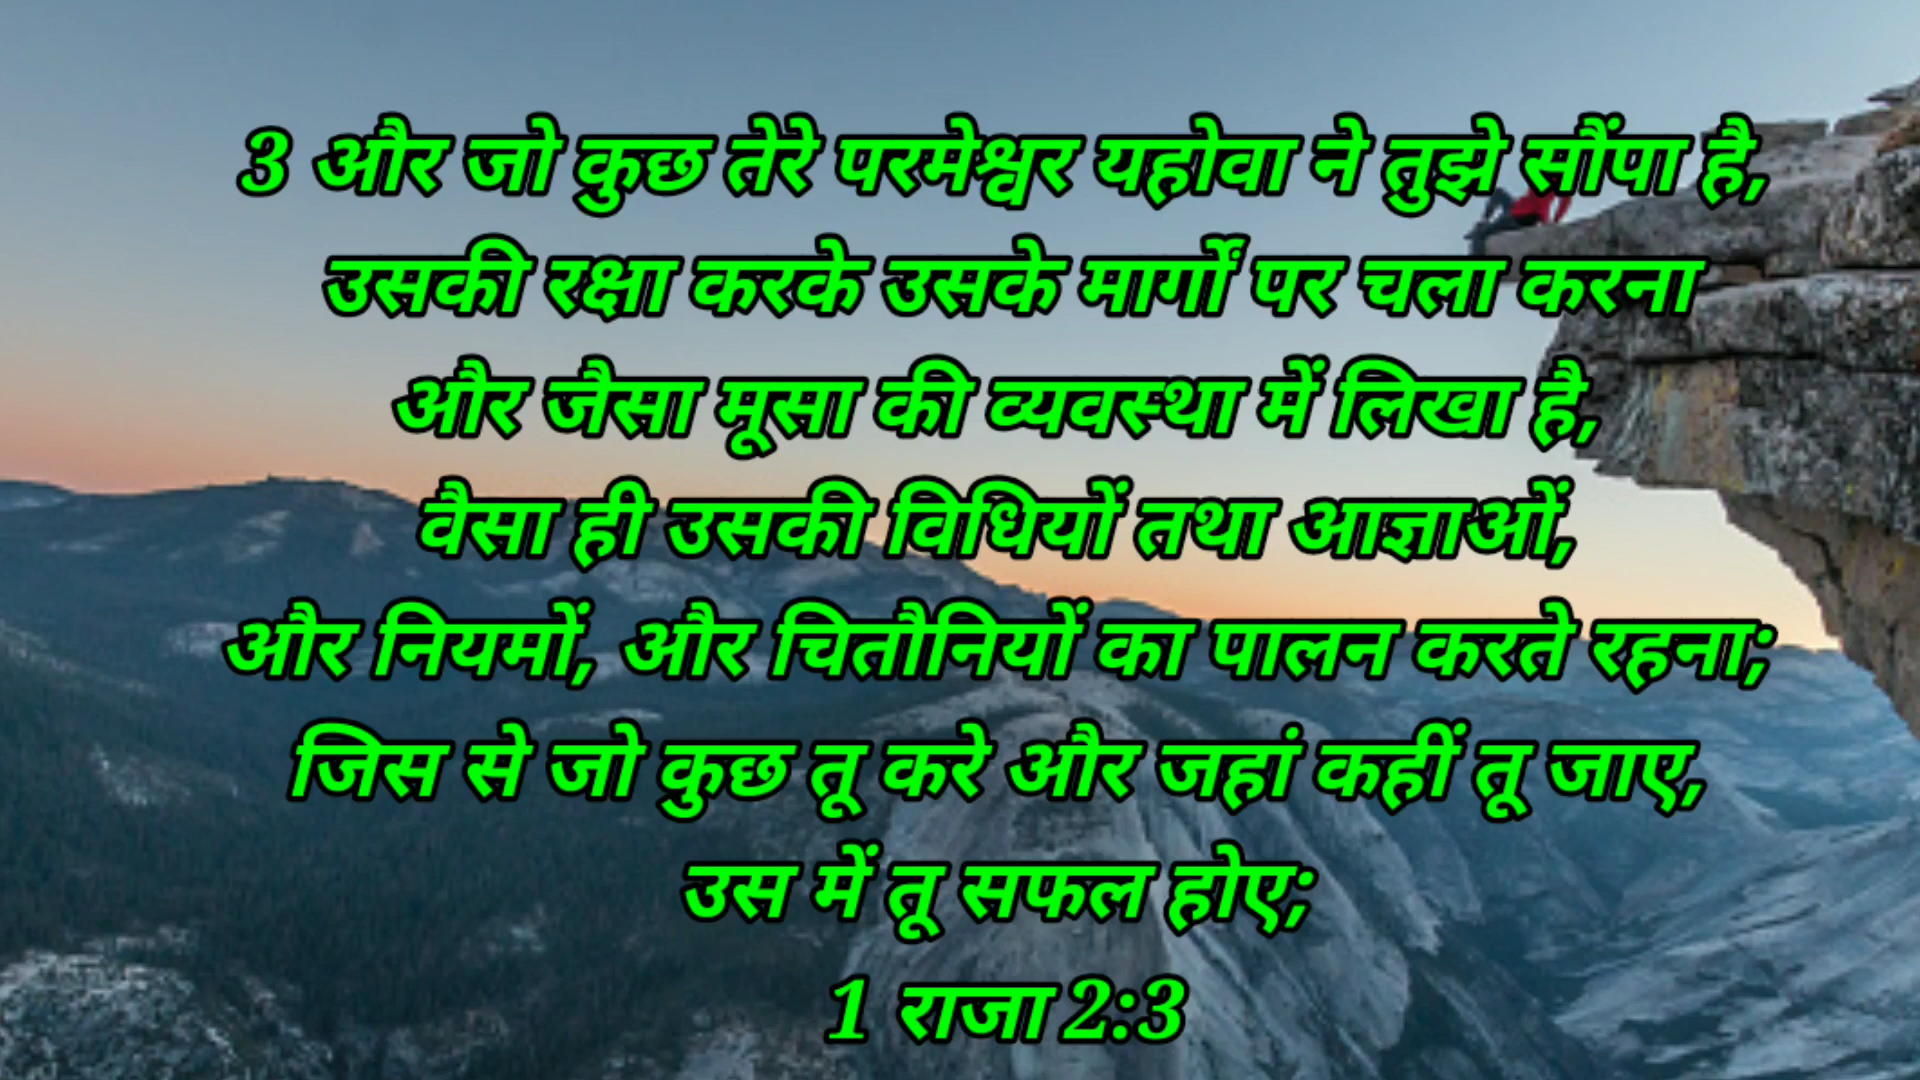 3 और जो कुछ तेरे परमेश्वर यहोवा ने तुझे सौंपा है,
उसकी रक्षा करके उसके मार्गों पर चला करना
और जैसा मूसा की व्यवस्था में लिखा है,
वैसा ही उसकी विधियों तथा आज्ञाओं,
और नियमों, और चितौनियों का पालन करते रहना;
जिस से जो कुछ तू करे और जहां कहीं तू जाए,
उस में तू सफल होए;
1 राजा 2:3